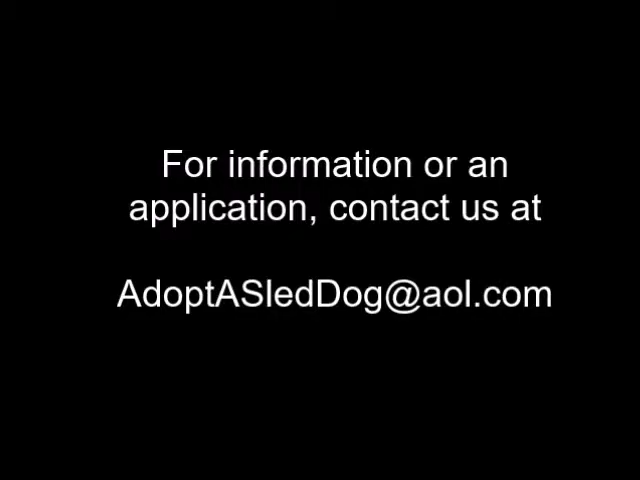 For information or an
application, contact us at
AdoptASledDog@aol.com